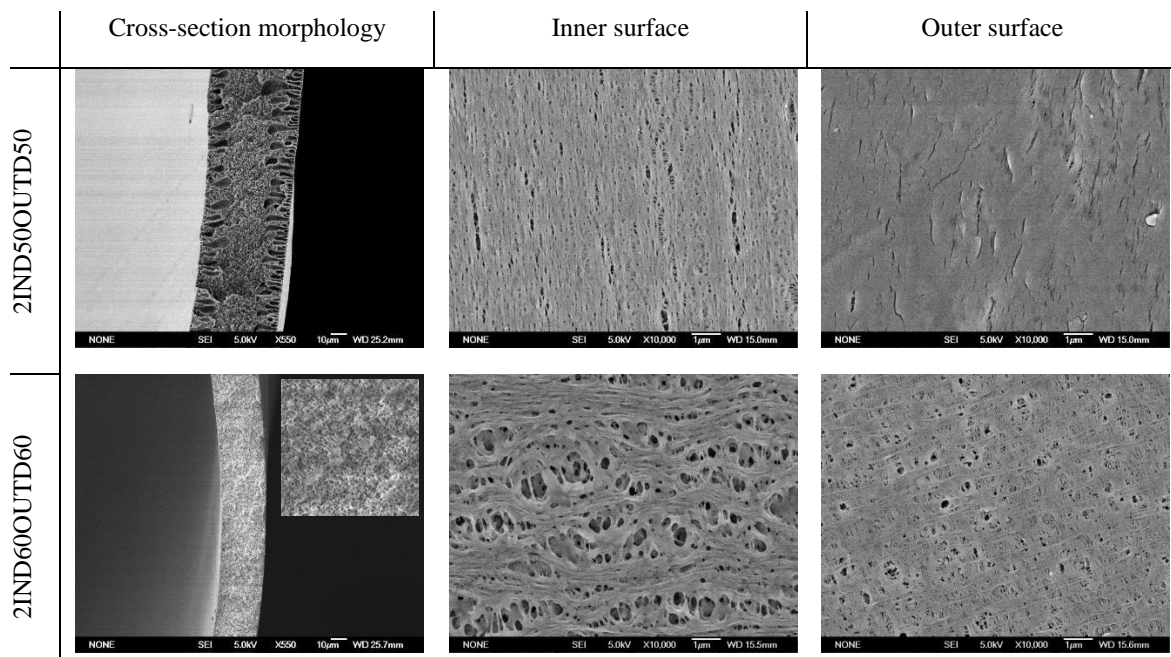 Cross-section morphology
Inner surface
Outer surface
2IND50OUTD50
NONE SEI 5.0kV X550 10µm WD 25.2mm
NONE SEI 5.0kV X10,000 1µm WD 15.0mm
NONE SEI 5.0kV X10,000 1µm WD 15.0mm
2IND60OUTD60
NONE SEI 5.0kV X550 10µm WD 25.7mm
NONE SEI 5.0kV X10,000 1µm WD 15.5mm
NONE SEI 5.0kV X10,000 1µm WD 15.6mm